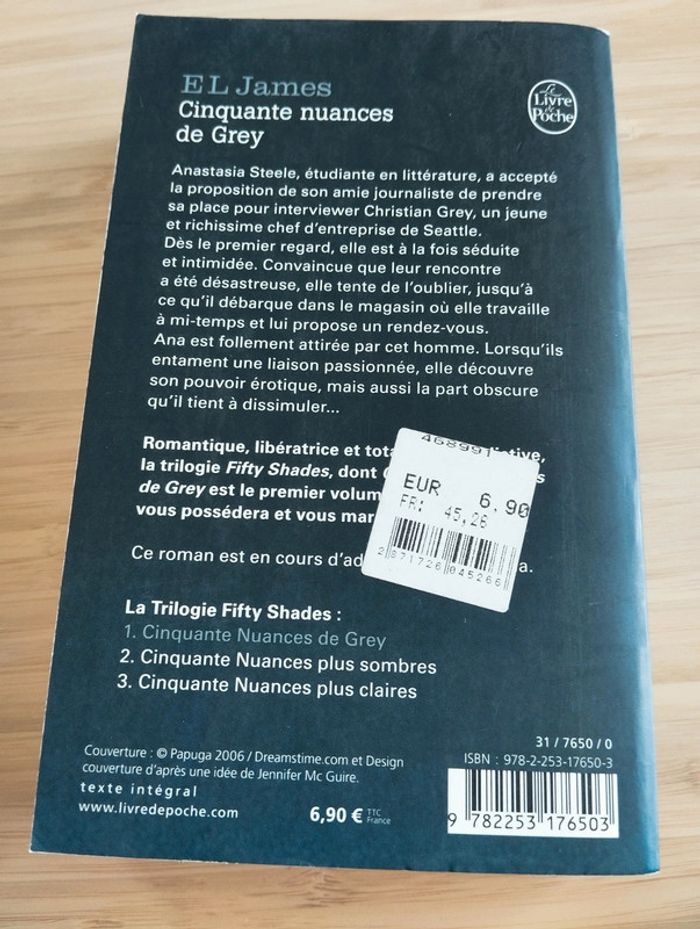 E L James
Cinquante nuances
de Grey
Le
Livre
de
Poche
Anastasia Steele, étudiante en littérature, a accepté
la proposition de son amie journaliste de prendre
sa place pour interviewer Christian Grey, un jeune
et richissime chef d'entreprise de Seattle.
Dès le premier regard, elle est à la fois séduite
et intimidée. Convaincue que leur rencontre
a été désastreuse, elle tente de l'oublier, jusqu'à
ce qu'il débarque dans le magasin où elle travaille
à mi-temps et lui propose un rendez-vous.
Ana est follement attirée par cet homme. Lorsqu'ils
entament une liaison passionnée, elle découvre
son pouvoir érotique, mais aussi la part obscure
qu'il tient à dissimuler...
Romantique, libératrice et
la trilogie Fifty Shades, dont
de Grey est le premier
vous possédera et vous
468991
EUR 6,90
FR: 45,26
2 871726 045266
Ce roman est en cours
La Trilogie Fifty Shades :
1. Cinquante Nuances de Grey
2. Cinquante Nuances plus sombres
3. Cinquante Nuances plus claires
Couverture : © Papuga 2006 / Dreamstime.com et Design
couverture d'après une idée de Jennifer Mc Guire.
texte intégral
www.livredepoche.com
6,90 € TTC
France
31 / 7650 / 0
ISBN : 978-2-253-17650-3
9 782253 176503